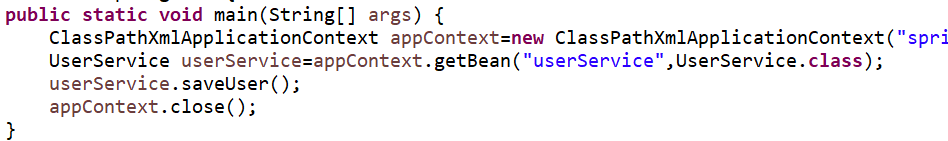 public static void main(String[] args) {
    ClassPathXmlApplicationContext appContext=new ClassPathXmlApplicationContext("spri
    UserService userService=appContext.getBean("userService",UserService.class);
    userService.saveUser();
    appContext.close();
}